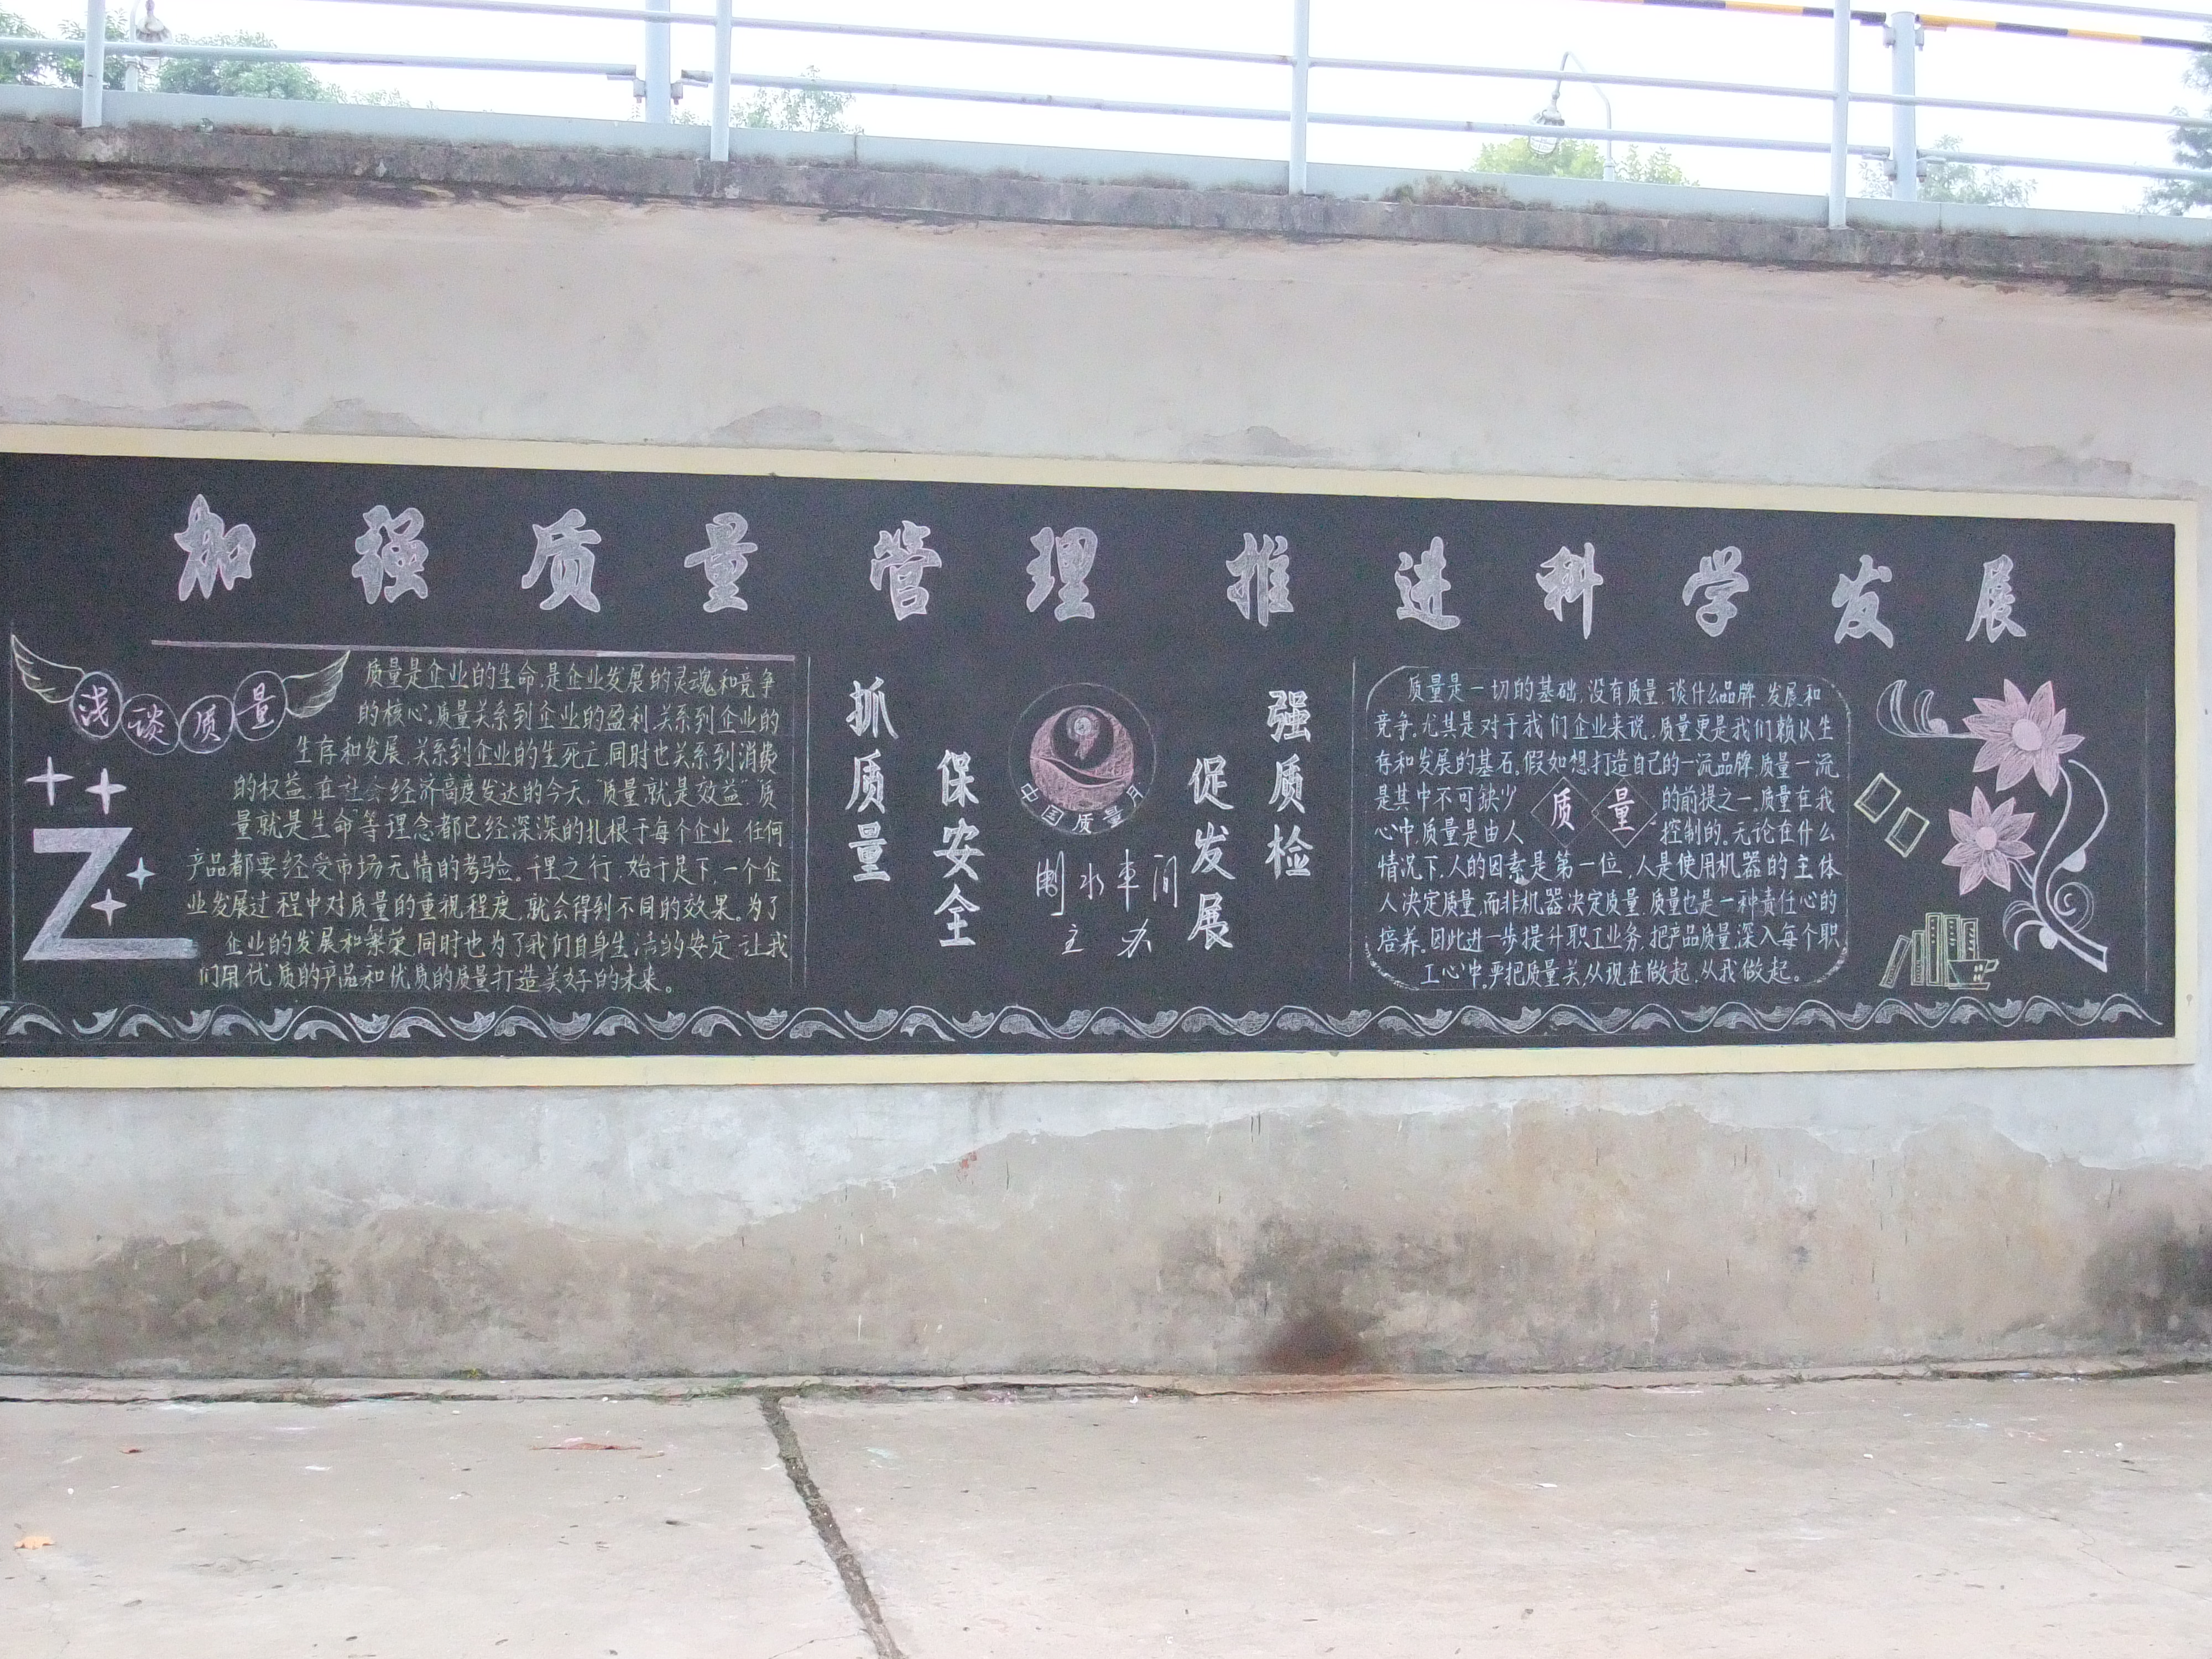 加强质量管理推进科学发展
浅谈质量
质量是企业的生命,是企业发展的灵魂和竞争
的核心。质量关系到企业的盈利,关系到企业的
生存和发展,关系到企业的生死亡,同时也关系到消费
的权益,在社会经济高度发达的今天,“质量就是效益”“质
量就是生命”等理念都已经深深的扎根于每个企业,任何
产品都要经受市场无情的考验。千里之行,始于足下,一个企
业发展过程中对质量的重视程度,就会得到不同的效果。为了
企业的发展和繁荣,同时也为了我们自身生活的安定,让我
们用优质的产品和优质的质量打造美好的未来。
抓质量
保安全
中国质量月
制水车间
主办
促发展
强质检
质量是一切的基础,没有质量,谈什么品牌,发展和
竞争。尤其是对于我们企业来说,质量更是我们赖以生
存和发展的基石。假如想打造自己的一流品牌,质量一流
是其中不可缺少的前提之一,质量在我
心中,质量是由人控制的。无论在什么
质量
情况下,人的因素是第一位,人是使用机器的主体
人决定质量,而非机器决定质量,质量也是一种责任心的
培养。因此进一步提升职工业务,把产品质量深入每个职
工心中。严把质量关,从现在做起,从我做起。